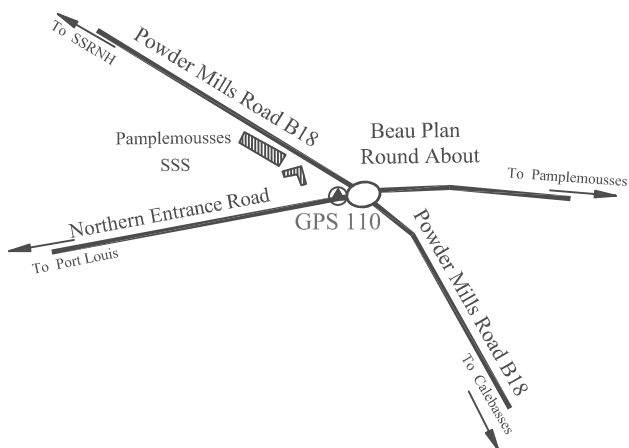 To SSRNH
Powder Mills Road B18
Pamplemousses
SSS
Beau Plan
Round About
To Pamplemousses
Northern Entrance Road
To Port Louis
GPS 110
Powder Mills Road B18
To Calebasses